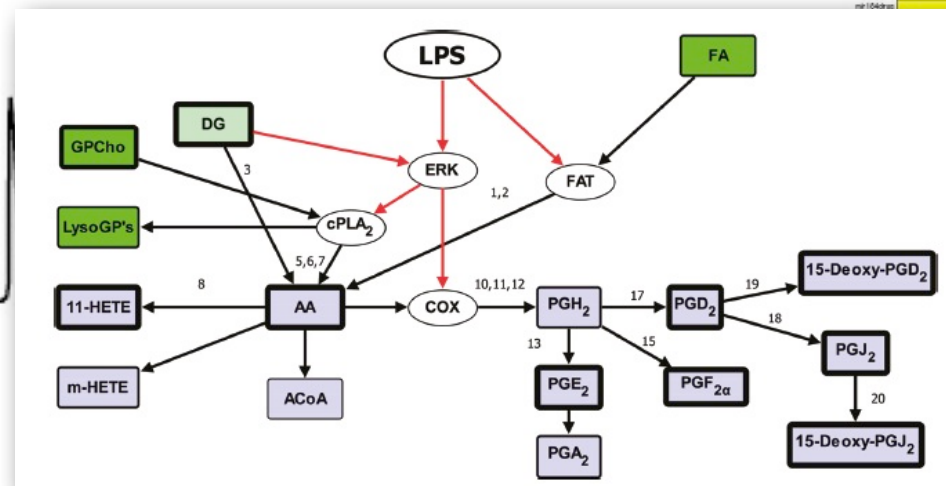 LPS
FA
DG
GPCho
3
ERK
1,2
FAT
cPLA2
LysoGP's
5,6,7
15-Deoxy-PGD2
8
10,11,12
17
19
11-HETE
AA
COX
PGH2
PGD2
18
13
15
PGJ2
m-HETE
ACoA
PGE2
PGF2α
20
15-Deoxy-PGJ2
PGA2